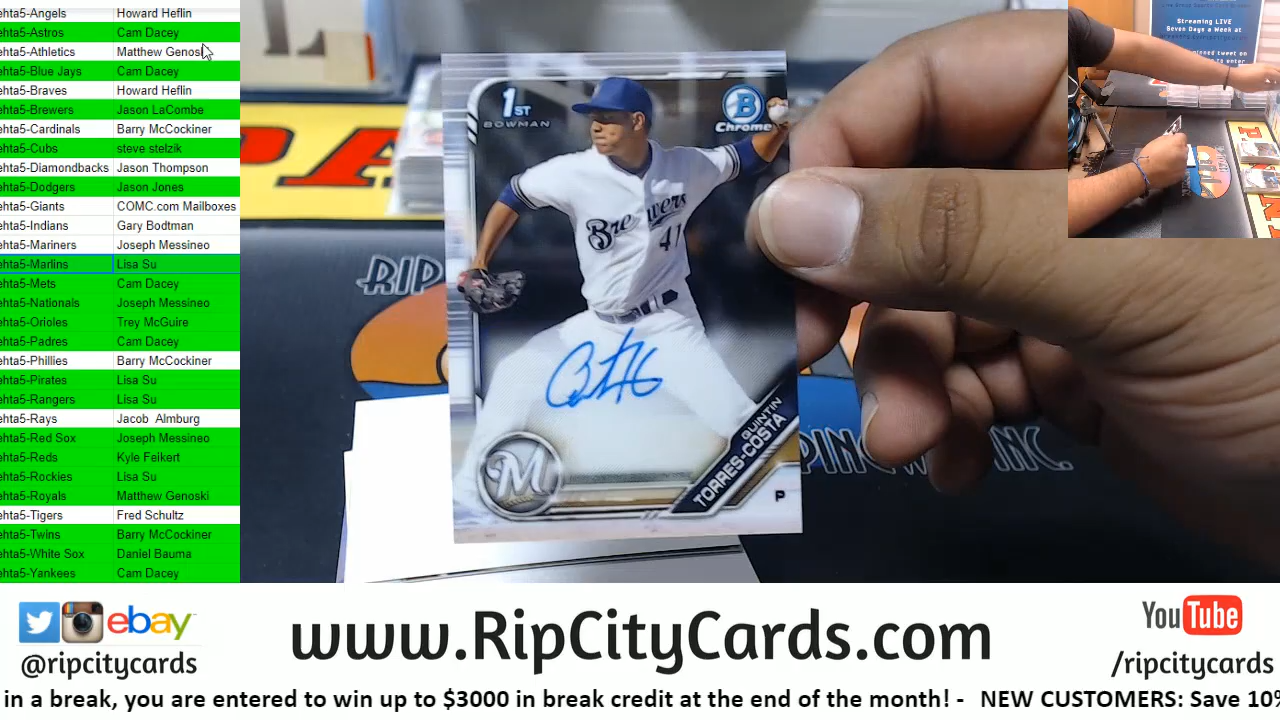 ehta5-Angels Howard Heflin
ehta5-Astros Cam Dacey
ehta5-Athletics Matthew Genoski
ehta5-Blue Jays Cam Dacey
ehta5-Braves Howard Heflin
ehta5-Brewers Jason LaCombe
ehta5-Cardinals Barry McCockiner
ehta5-Cubs steve stelzik
ehta5-Diamondbacks Jason Thompson
ehta5-Dodgers Jason Jones
ehta5-Giants COMC.com Mailboxes
ehta5-Indians Gary Bodtman
ehta5-Mariners Joseph Messineo
ehta5-Marlins Lisa Su
ehta5-Mets Cam Dacey
ehta5-Nationals Joseph Messineo
ehta5-Orioles Trey McGuire
ehta5-Padres Cam Dacey
ehta5-Phillies Barry McCockiner
ehta5-Pirates Lisa Su
ehta5-Rangers Lisa Su
ehta5-Rays Jacob Almburg
ehta5-Red Sox Joseph Messineo
ehta5-Reds Kyle Feikert
ehta5-Rockies Lisa Su
ehta5-Royals Matthew Genoski
ehta5-Tigers Fred Schultz
ehta5-Twins Barry McCockiner
ehta5-White Sox Daniel Bauma
ehta5-Yankees Cam Dacey
1ST
BOWMAN
B
Chrome
Brewers
41
M
QUINTIN
TORRES-COSTA
P
RIP
INC.
Streaming LIVE
Seven Days a Week at
ebay
@ripcitycards
www.RipCityCards.com
YouTube
/ripcitycards
in a break, you are entered to win up to $3000 in break credit at the end of the month! - NEW CUSTOMERS: Save 10%